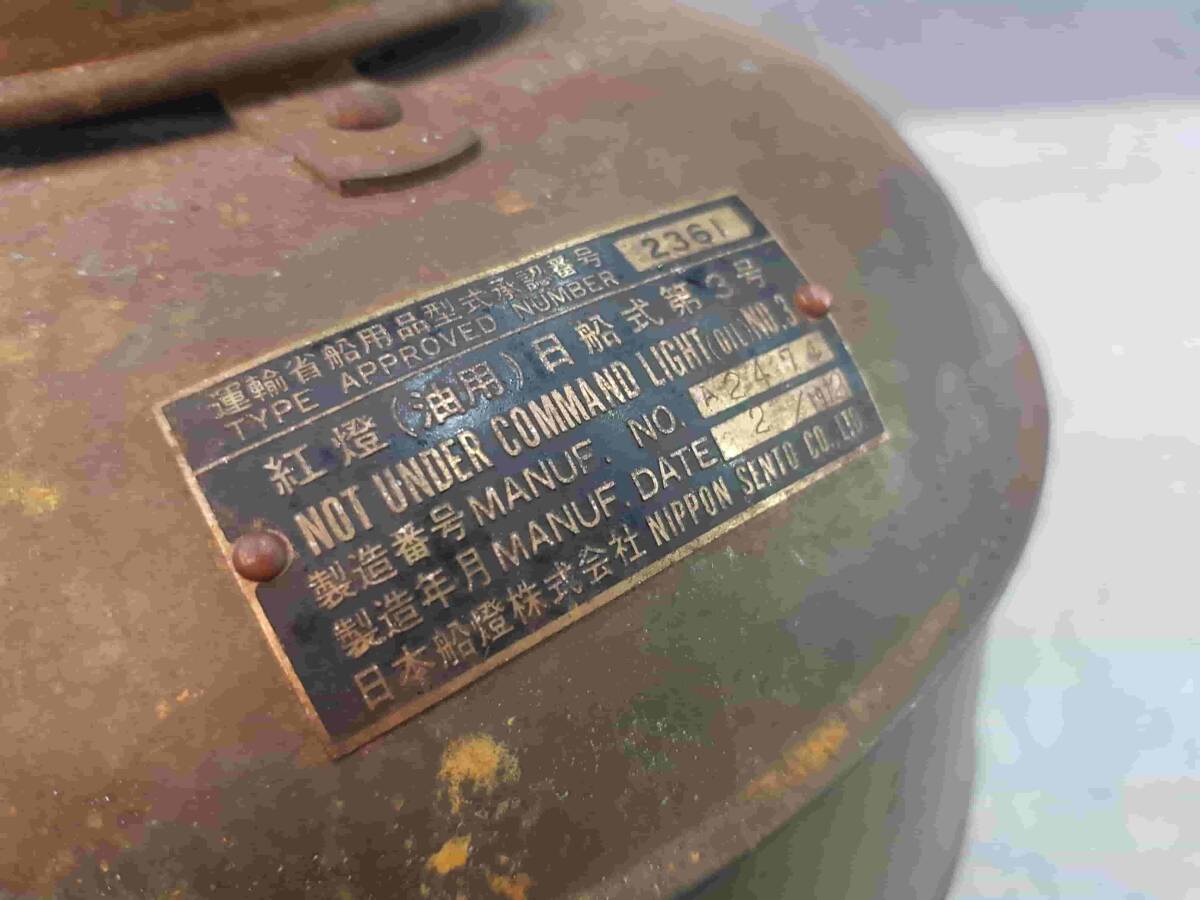 運輸省船用品型式承認番号 2361
TYPE APPROVED NUMBER
紅燈(油用)日船式第3号
NOT UNDER COMMAND LIGHT(OIL)NO.3
製造番号 MANUF. NO.
製造年月 MANUF. DATE 2 /
日本船燈株式会社 NIPPON SENTO CO., LTD.